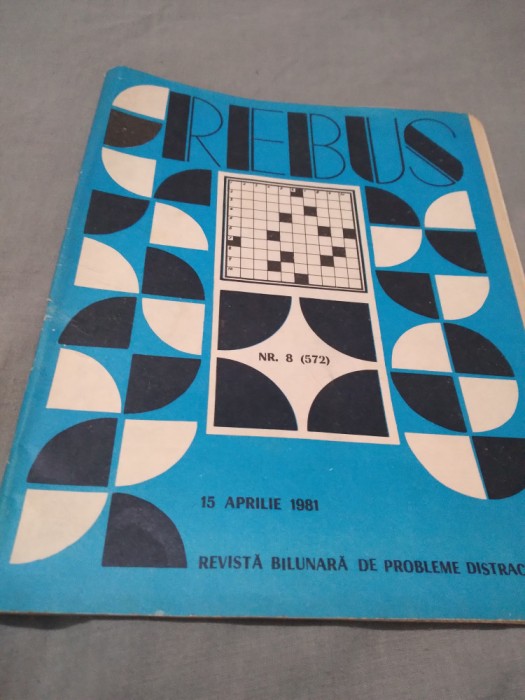 REBUS
NR. 8 (572)
15 APRILIE 1981
REVISTĂ BILUNARĂ DE PROBLEME DISTRAC